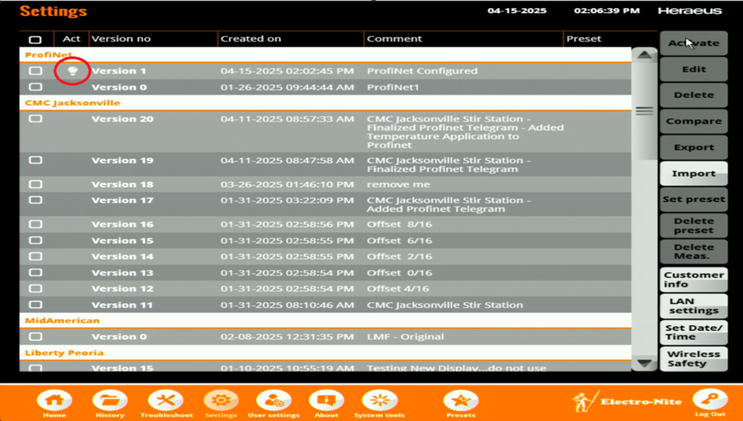 Settings
04-15-2025 02:06:39 PM Heraeus
Act Version no Created on Comment Preset
ProfiNet
Version 1 04-15-2025 02:02:45 PM ProfiNet Configured
Version 0 01-26-2025 09:44:44 AM ProfiNet1
CMC Jacksonville
Version 20 04-11-2025 08:57:33 AM CMC Jacksonville Stir Station -
Finalized Profinet Telegram - Added
Temperature Application to
Profinet
Version 19 04-11-2025 08:47:58 AM CMC Jacksonville Stir Station -
Finalized Profinet Telegram
Version 18 03-26-2025 01:46:10 PM remove me
Version 17 01-31-2025 03:22:09 PM CMC Jacksonville Stir Station -
Added Profinet Telegram
Version 16 01-31-2025 02:58:56 PM Offset 8/16
Version 15 01-31-2025 02:58:55 PM Offset 6/16
Version 14 01-31-2025 02:58:55 PM Offset 2/16
Version 13 01-31-2025 02:58:54 PM Offset 0/16
Version 12 01-31-2025 02:58:54 PM Offset 4/16
Version 11 01-31-2025 08:10:46 AM CMC Jacksonville Stir Station
MidAmerican
Version 0 02-08-2025 12:31:35 PM LMF - Original
Liberty Peoria
Version 15 01-10-2025 10:55:19 AM Testing New Display...do not use
Activate
Edit
Delete
Compare
Export
Import
Set preset
Delete
preset
Delete
Meas.
Customer
info
LAN
settings
Set Date/
Time
Wireless
Safety
Home History Troubleshoot Settings User settings About System tools Presets Electro-Nite Log Out